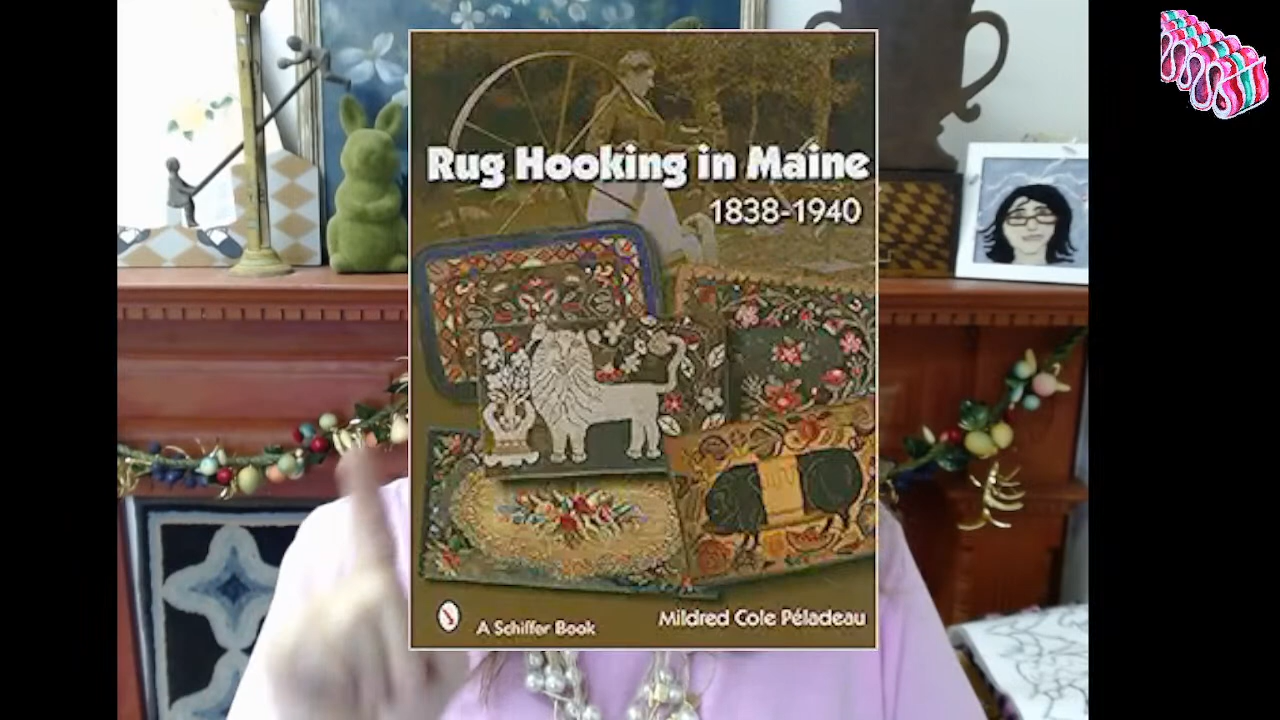 Rug Hooking in Maine
1838-1940
A Schiffer Book
Mildred Cole Péladeau